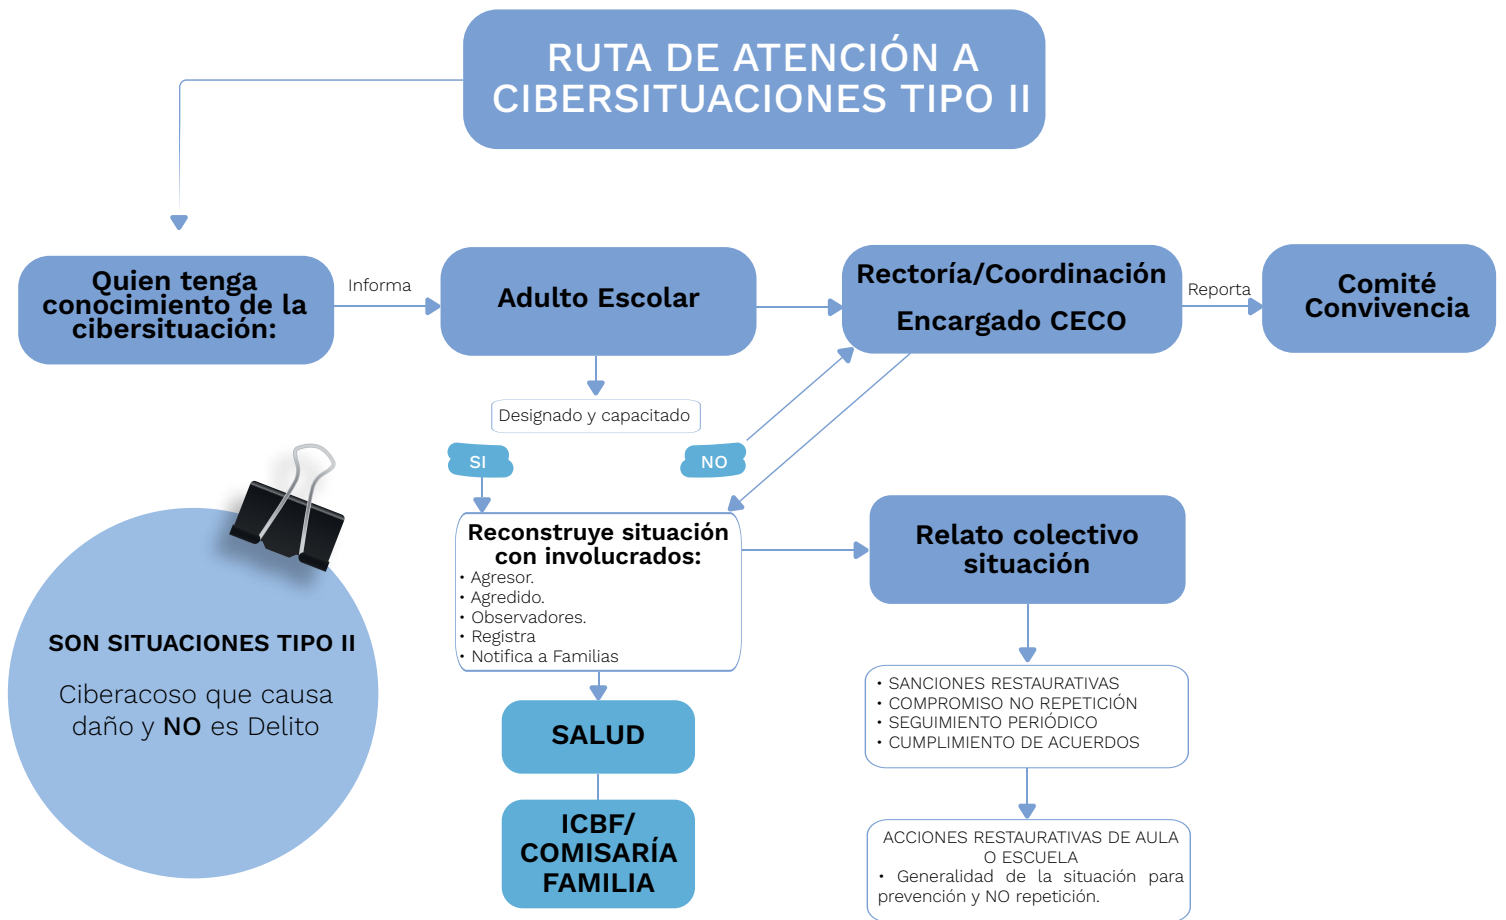 RUTA DE ATENCIÓN A
CIBERSITUACIONES TIPO II
Quien tenga
conocimiento de la
cibersituación:
Informa
Adulto Escolar
Rectoría/Coordinación
Encargado CECO
Reporta
Comité
Convivencia
Designado y capacitado
SI
NO
Reconstruye situación
con involucrados:
• Agresor.
• Agredido.
• Observadores.
• Registra
• Notifica a Familias
Relato colectivo
situación
SON SITUACIONES TIPO II
Ciberacoso que causa
daño y NO es Delito
• SANCIONES RESTAURATIVAS
• COMPROMISO NO REPETICIÓN
• SEGUIMIENTO PERIÓDICO
• CUMPLIMIENTO DE ACUERDOS
SALUD
ICBF/
COMISARÍA
FAMILIA
ACCIONES RESTAURATIVAS DE AULA
O ESCUELA
• Generalidad de la situación para
prevención y NO repetición.